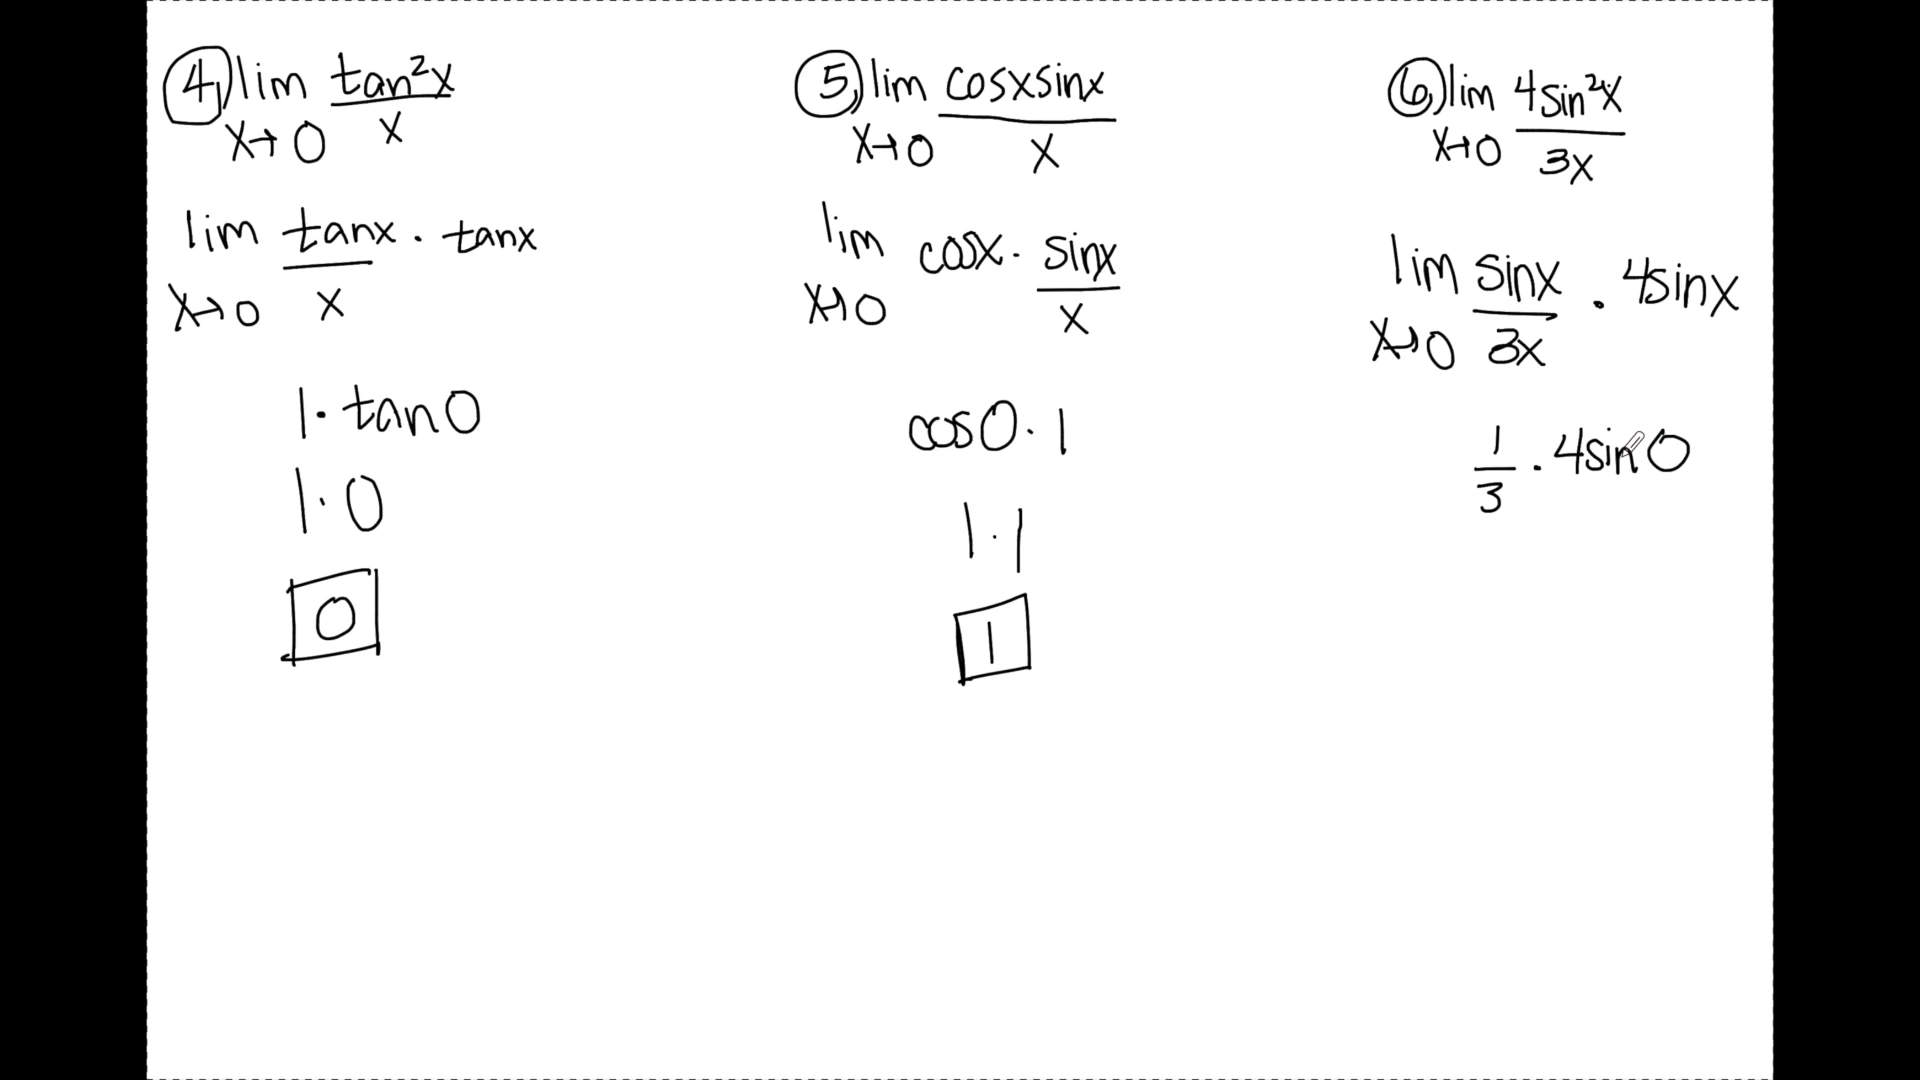 4) lim tan²x
x→0 x
lim tanx · tanx
x→0 x
1 · tan0
1 · 0
0
5) lim cosxsinx
x→0 x
lim cosx · sinx
x→0 x
cos0 · 1
1 · 1
1
6) lim 4sin²x
x→0 3x
lim sinx · 4sinx
x→0 3x
1/3 · 4sin0